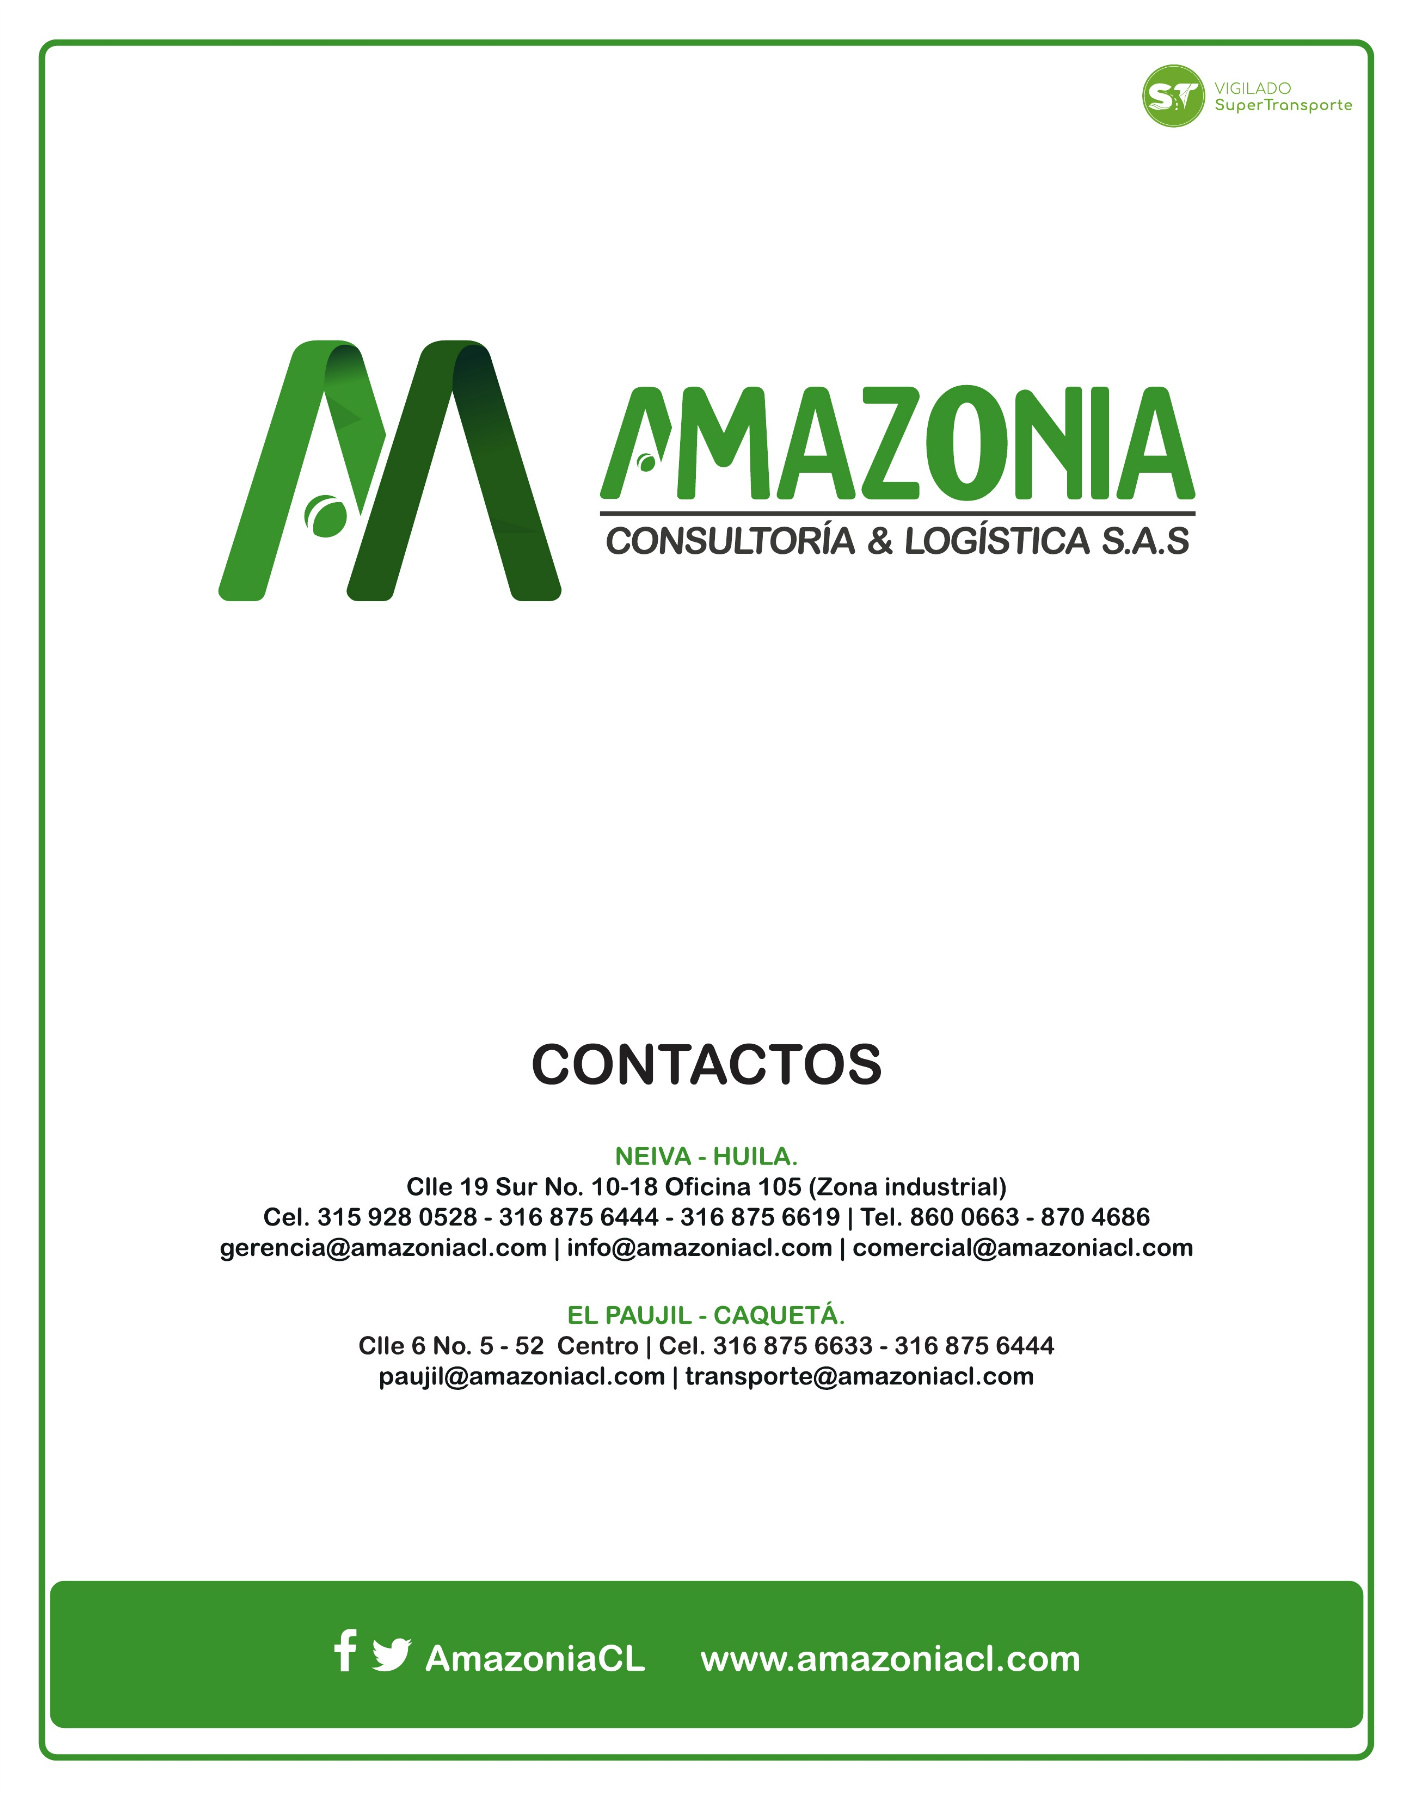 ST VIGILADO
SuperTransporte
AMAZONIA
CONSULTORÍA & LOGÍSTICA S.A.S
CONTACTOS
NEIVA - HUILA.
Clle 19 Sur No. 10-18 Oficina 105 (Zona industrial)
Cel. 315 928 0528 - 316 875 6444 - 316 875 6619 | Tel. 860 0663 - 870 4686
gerencia@amazoniacl.com | info@amazoniacl.com | comercial@amazoniacl.com
EL PAUJIL - CAQUETÁ.
Clle 6 No. 5 - 52 Centro | Cel. 316 875 6633 - 316 875 6444
paujil@amazoniacl.com | transporte@amazoniacl.com
AmazoniaCL www.amazoniacl.com